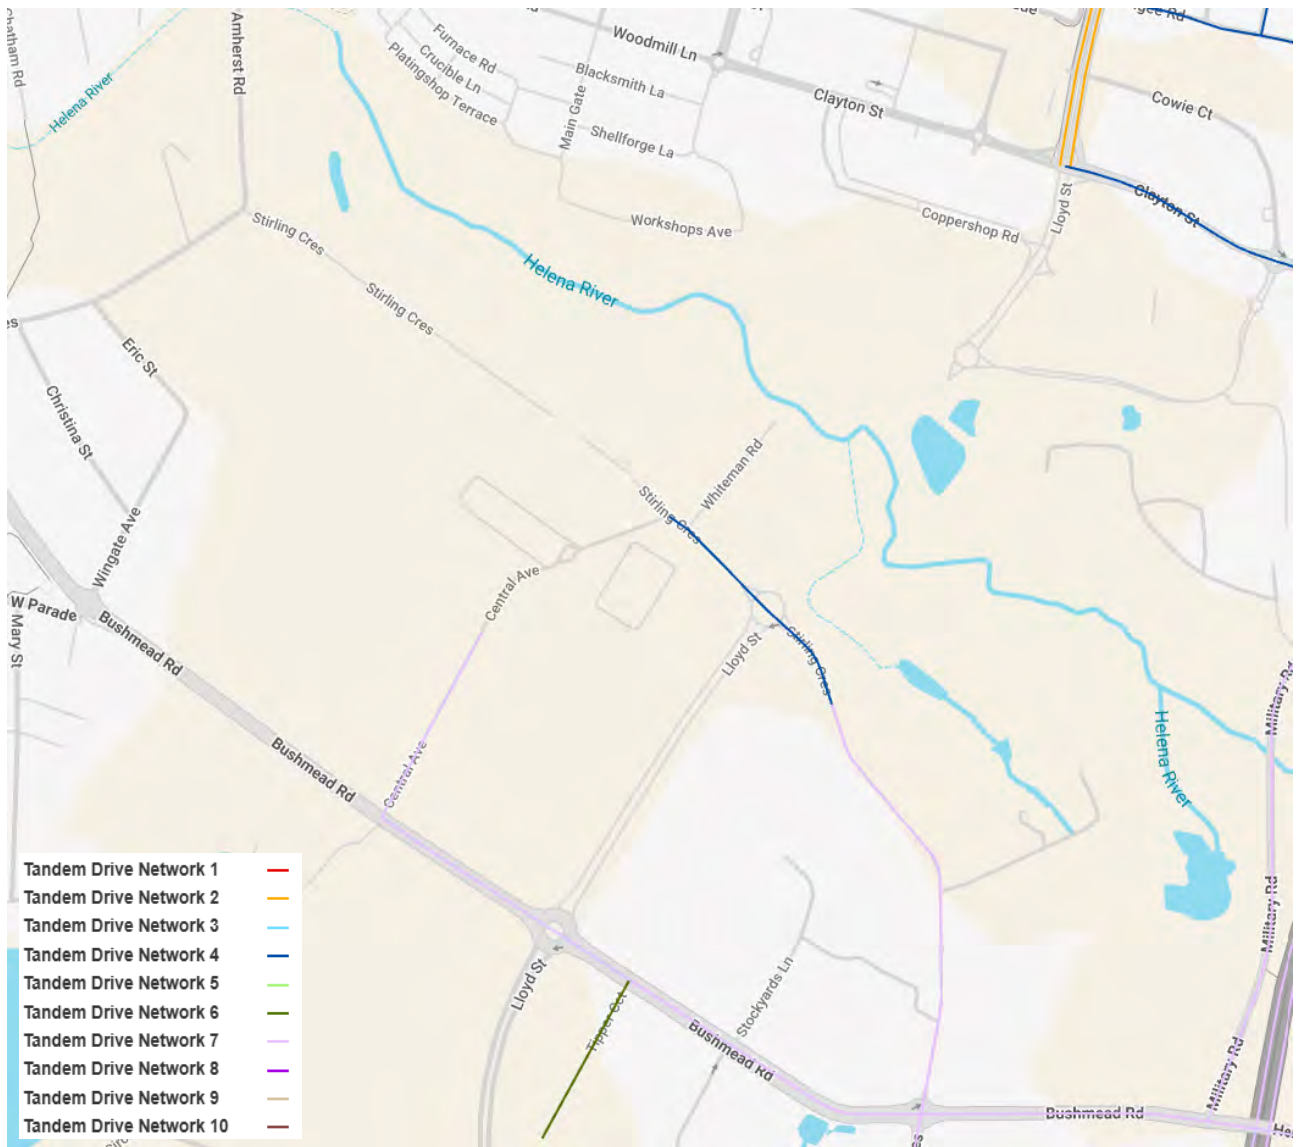 Chatham Rd
Amherst Rd
Helena River
Furnace Rd
Crucible Ln
Platingshop Terrace
Woodmill Ln
Blacksmith La
Main Gate
Shellforge La
Workshops Ave
Clayton St
Cowie Ct
Lloyd St
Clayton St
Coppershop Rd
Stirling Cres
Stirling Cres
Helena River
Eric St
Christina St
Wingate Ave
W Parade
Mary St
Bushmead Rd
Whiteman Rd
Stirling Cres
Central Ave
Lloyd St
Stirling Cres
Bushmead Rd
Central Ave
Helena River
Military Rd
Military Rd
Military Rd
Lloyd St
Tipper Cct
Stockyards Ln
Bushmead Rd
Bushmead Rd
Tandem Drive Network 1
Tandem Drive Network 2
Tandem Drive Network 3
Tandem Drive Network 4
Tandem Drive Network 5
Tandem Drive Network 6
Tandem Drive Network 7
Tandem Drive Network 8
Tandem Drive Network 9
Tandem Drive Network 10